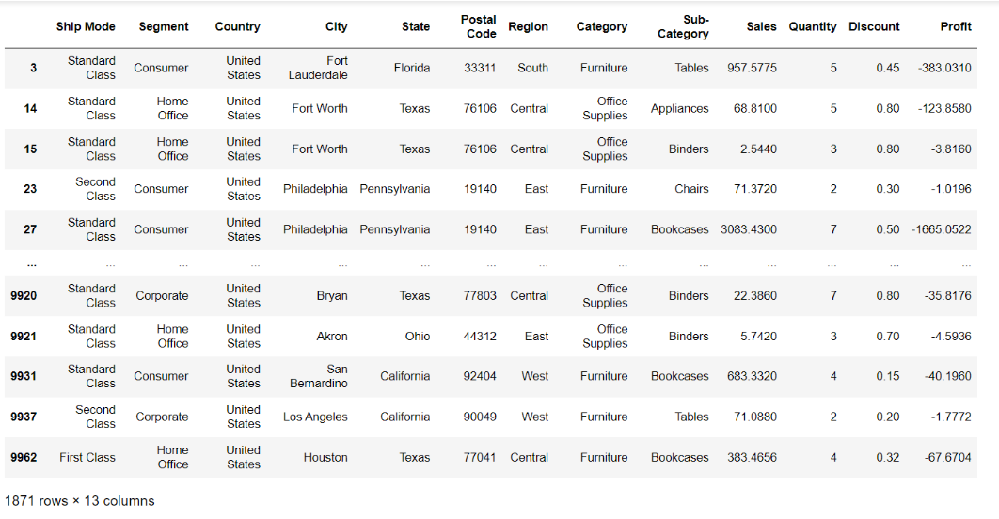 Ship Mode Segment Country City State Postal Code Region Category Sub-Category Sales Quantity Discount Profit
3 Standard Class Consumer United States Fort Lauderdale Florida 33311 South Furniture Tables 957.5775 5 0.45 -383.0310
14 Standard Class Home Office United States Fort Worth Texas 76106 Central Office Supplies Appliances 68.8100 5 0.80 -123.8580
15 Standard Class Home Office United States Fort Worth Texas 76106 Central Office Supplies Binders 2.5440 3 0.80 -3.8160
23 Second Class Consumer United States Philadelphia Pennsylvania 19140 East Furniture Chairs 71.3720 2 0.30 -1.0196
27 Standard Class Consumer United States Philadelphia Pennsylvania 19140 East Furniture Bookcases 3083.4300 7 0.50 -1665.0522
... ... ... ... ... ... ... ... ... ... ... ... ... ...
9920 Standard Class Corporate United States Bryan Texas 77803 Central Office Supplies Binders 22.3860 7 0.80 -35.8176
9921 Standard Class Home Office United States Akron Ohio 44312 East Office Supplies Binders 5.7420 3 0.70 -4.5936
9931 Standard Class Consumer United States San Bernardino California 92404 West Furniture Bookcases 683.3320 4 0.15 -40.1960
9937 Second Class Corporate United States Los Angeles California 90049 West Furniture Tables 71.0880 2 0.20 -1.7772
9962 First Class Home Office United States Houston Texas 77041 Central Furniture Bookcases 383.4656 4 0.32 -67.6704
1871 rows × 13 columns